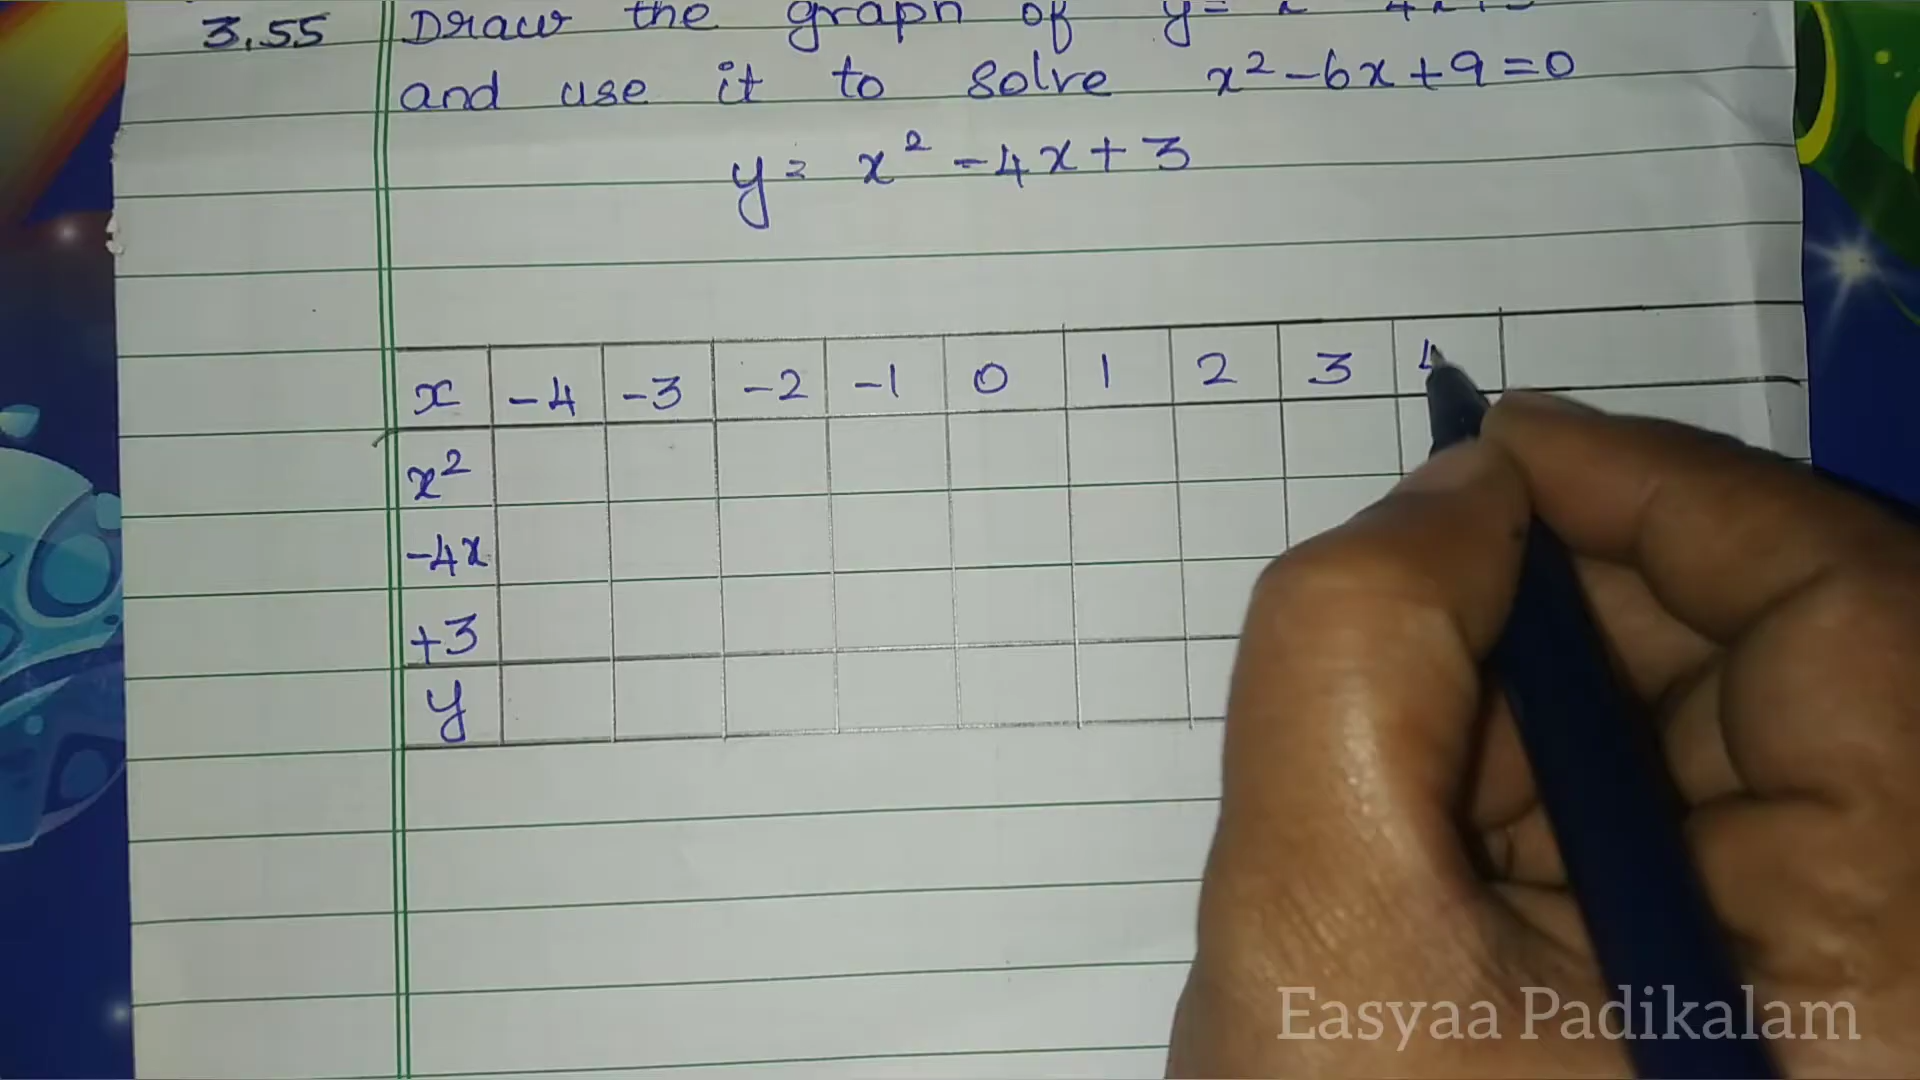 3.55 Draw the graph of y=
and use it to solve x² - 6x + 9 = 0
y = x² - 4x + 3
x -4 -3 -2 -1 0 1 2 3 4
x²
-4x
+3
y
Easyaa Padikalam